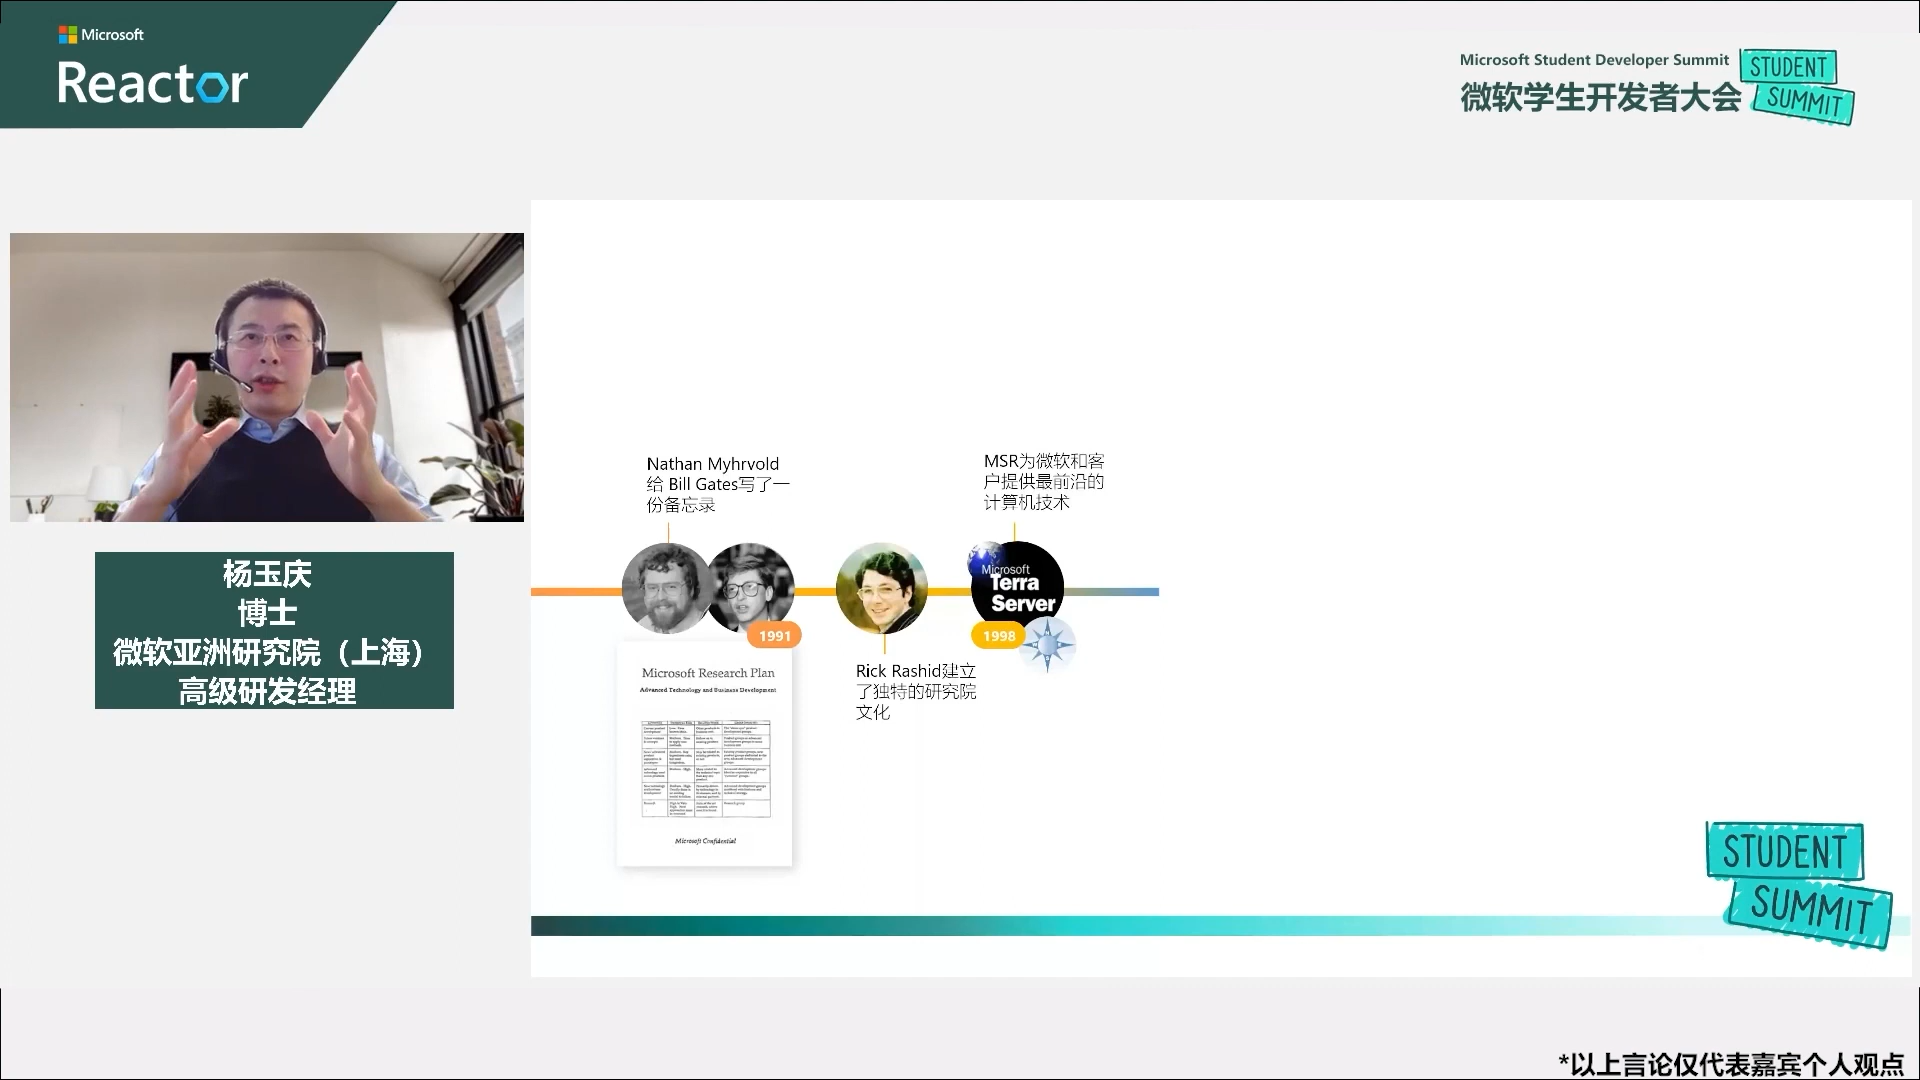 Microsoft
Reactor
Microsoft Student Developer Summit
微软学生开发者大会
STUDENT
SUMMIT
杨玉庆
博士
微软亚洲研究院（上海）
高级研发经理
Nathan Myhrvold
给 Bill Gates写了一
份备忘录
1991
Microsoft Research Plan
Advanced Technology and Business Development
Microsoft Confidential
Rick Rashid建立
了独特的研究院
文化
MSR为微软和客
户提供最前沿的
计算机技术
Microsoft
Terra
Server
1998
STUDENT
SUMMIT
*以上言论仅代表嘉宾个人观点